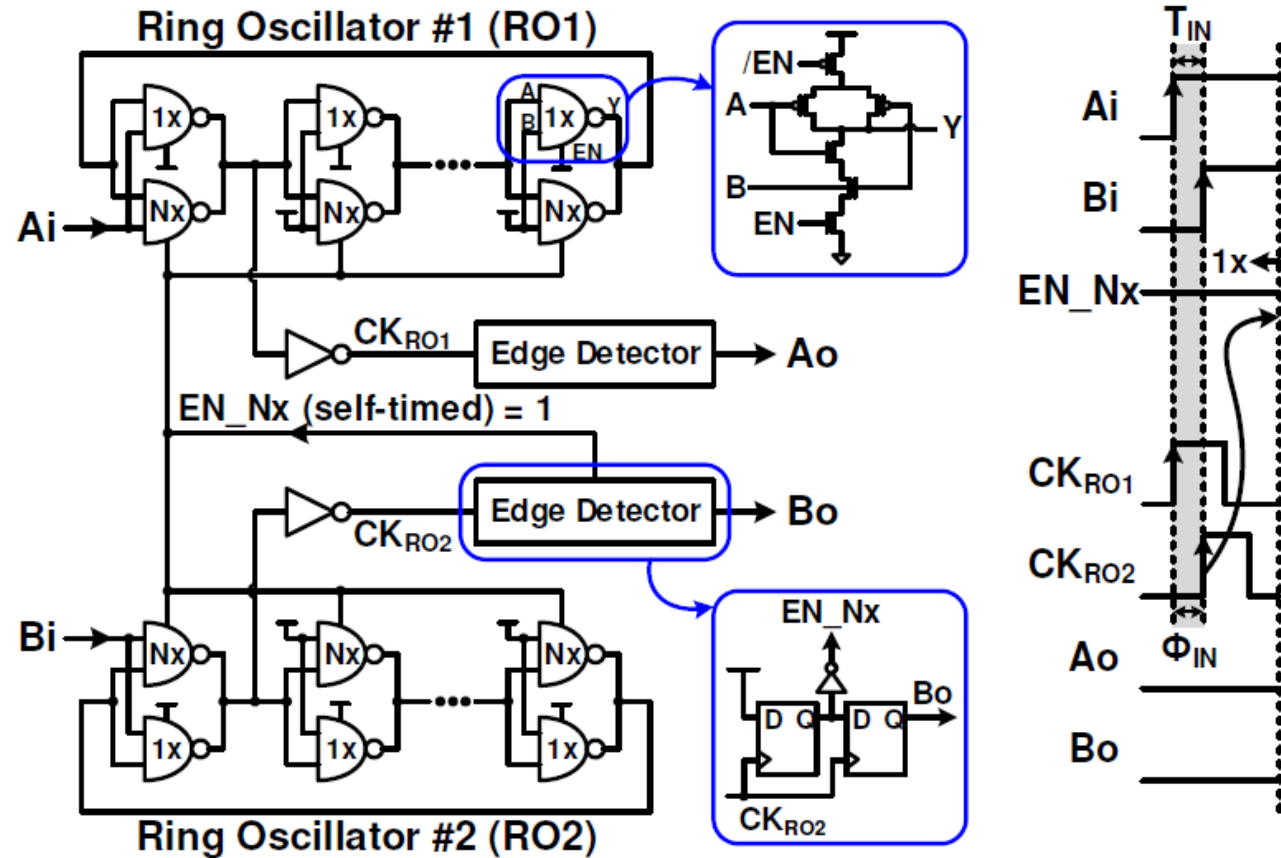 Ring Oscillator #1 (RO1)
1x
1x
A
B
1x
Y
EN
Nx
Nx
Nx
Ai
/EN
A
Y
B
EN
CK_RO1
Edge Detector
Ao
EN_Nx (self-timed) = 1
CK_RO2
Edge Detector
Bo
Bi
Nx
Nx
Nx
1x
1x
1x
EN_Nx
D Q
D Q
Bo
CK_RO2
Ring Oscillator #2 (RO2)
T_IN
Ai
Bi
1x
EN_Nx
CK_RO1
CK_RO2
Φ_IN
Ao
Bo